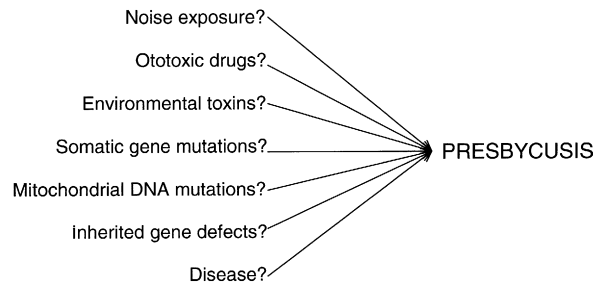 Noise exposure?
Ototoxic drugs?
Environmental toxins?
Somatic gene mutations?
PRESBYCUSIS
Mitochondrial DNA mutations?
Inherited gene defects?
Disease?